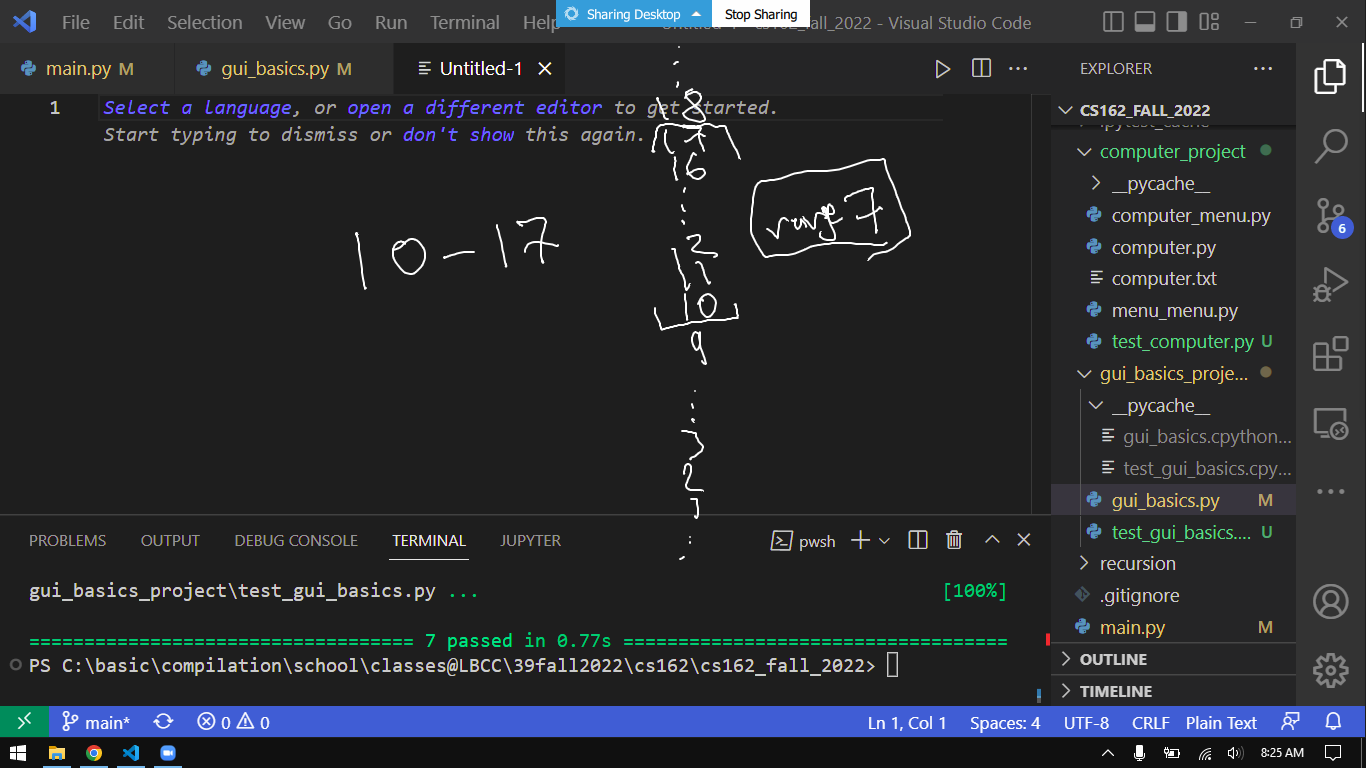 File Edit Selection View Go Run Terminal Help
Sharing Desktop Stop Sharing
cs162_fall_2022 - Visual Studio Code
main.py M
gui_basics.py M
Untitled-1
1 Select a language, or open a different editor to get started.
Start typing to dismiss or don't show this again.
18
17
16
range 7
10-17
12
11
10
9
3
2
1
EXPLORER
CS162_FALL_2022
.pytest_cache
computer_project
__pycache__
computer_menu.py
computer.py
computer.txt
menu_menu.py
test_computer.py U
gui_basics_proje...
__pycache__
gui_basics.cpython...
test_gui_basics.cpy...
gui_basics.py M
test_gui_basics.... U
recursion
.gitignore
main.py M
OUTLINE
TIMELINE
6
PROBLEMS OUTPUT DEBUG CONSOLE TERMINAL JUPYTER
pwsh
gui_basics_project\test_gui_basics.py ... [100%]
================================== 7 passed in 0.77s ==================================
PS C:\basic\compilation\school\classes@LBCC\39fall2022\cs162\cs162_fall_2022>
main* 0 0 Ln 1, Col 1 Spaces: 4 UTF-8 CRLF Plain Text
8:25 AM